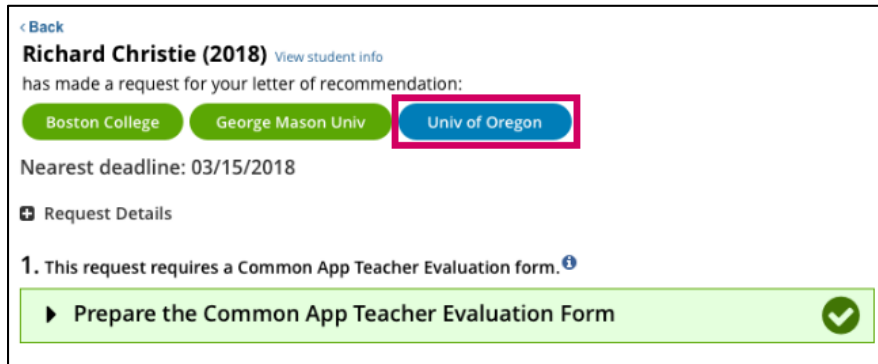 < Back
Richard Christie (2018) View student info
has made a request for your letter of recommendation:
Boston College George Mason Univ Univ of Oregon
Nearest deadline: 03/15/2018
Request Details
1. This request requires a Common App Teacher Evaluation form.
Prepare the Common App Teacher Evaluation Form